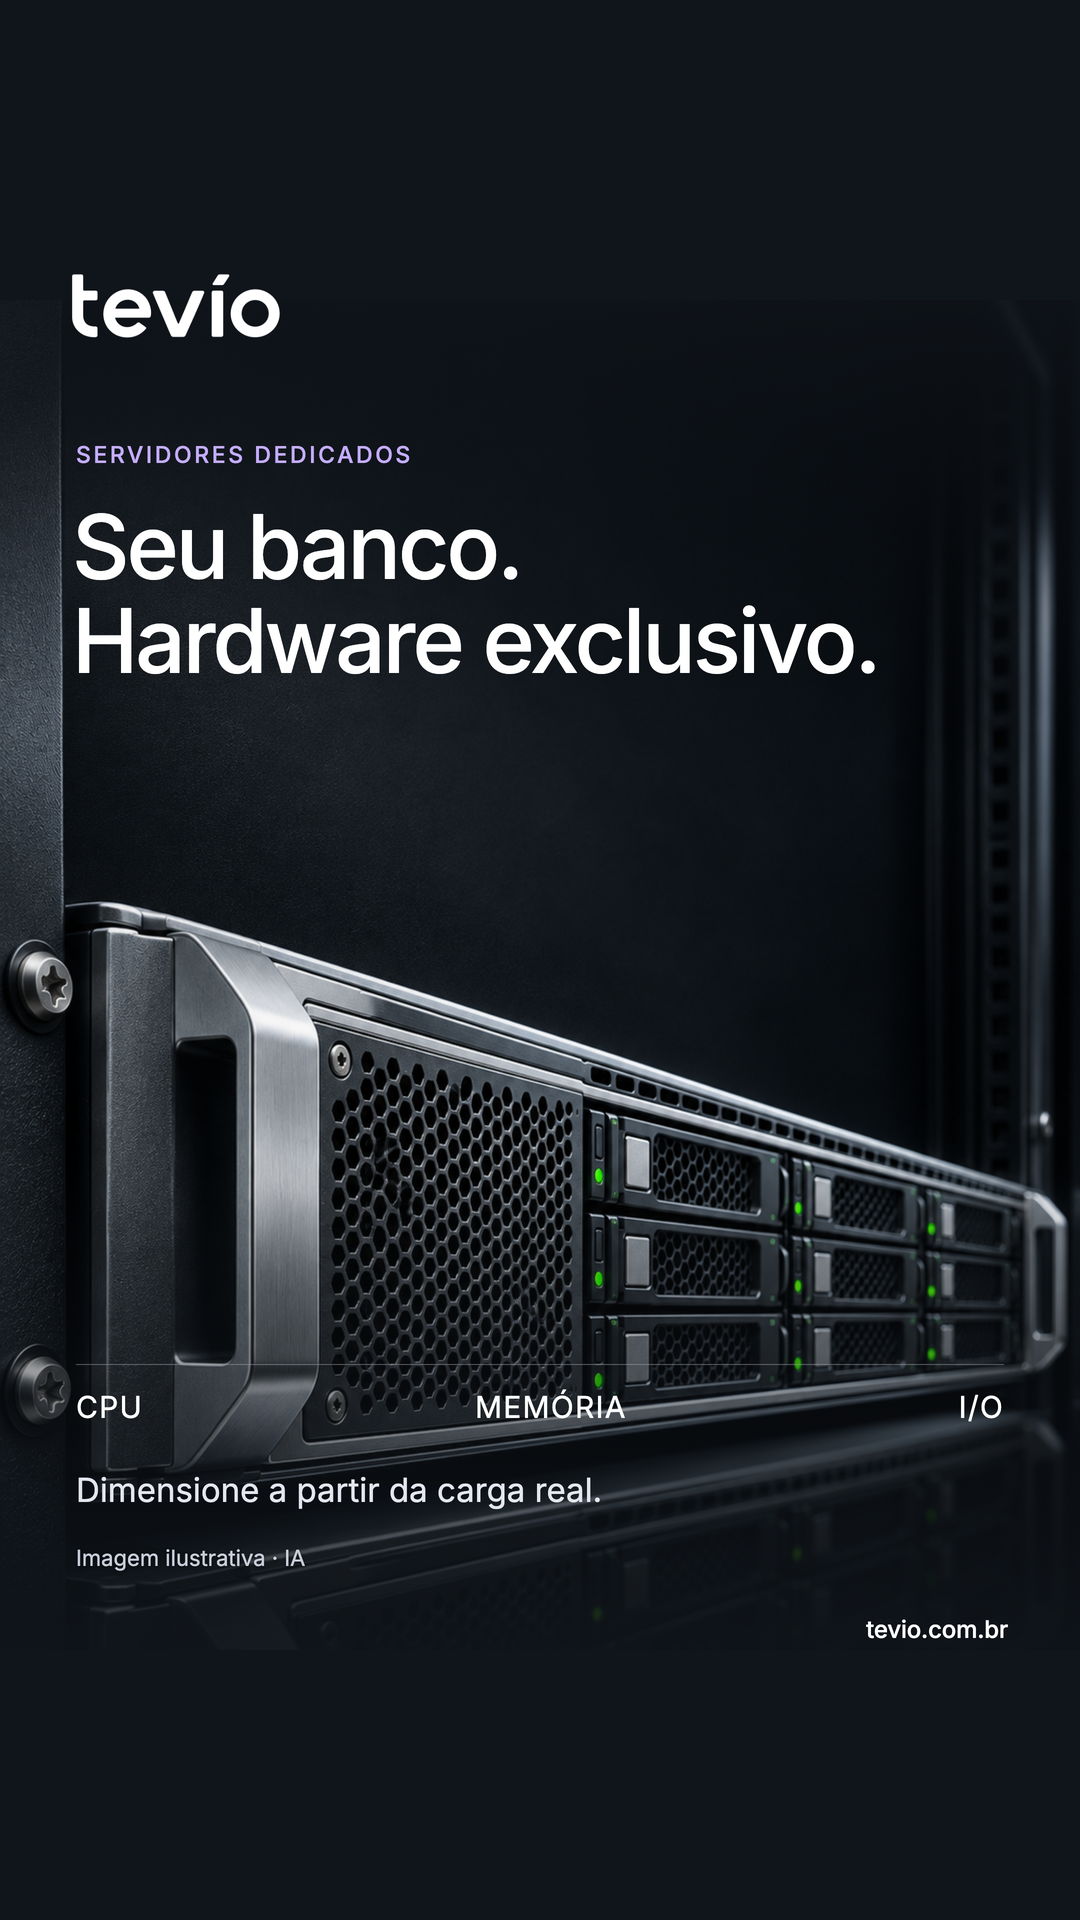 tevío
SERVIDORES DEDICADOS
Seu banco.
Hardware exclusivo.
CPU MEMÓRIA I/O
Dimensione a partir da carga real.
Imagem ilustrativa · IA
tevio.com.br